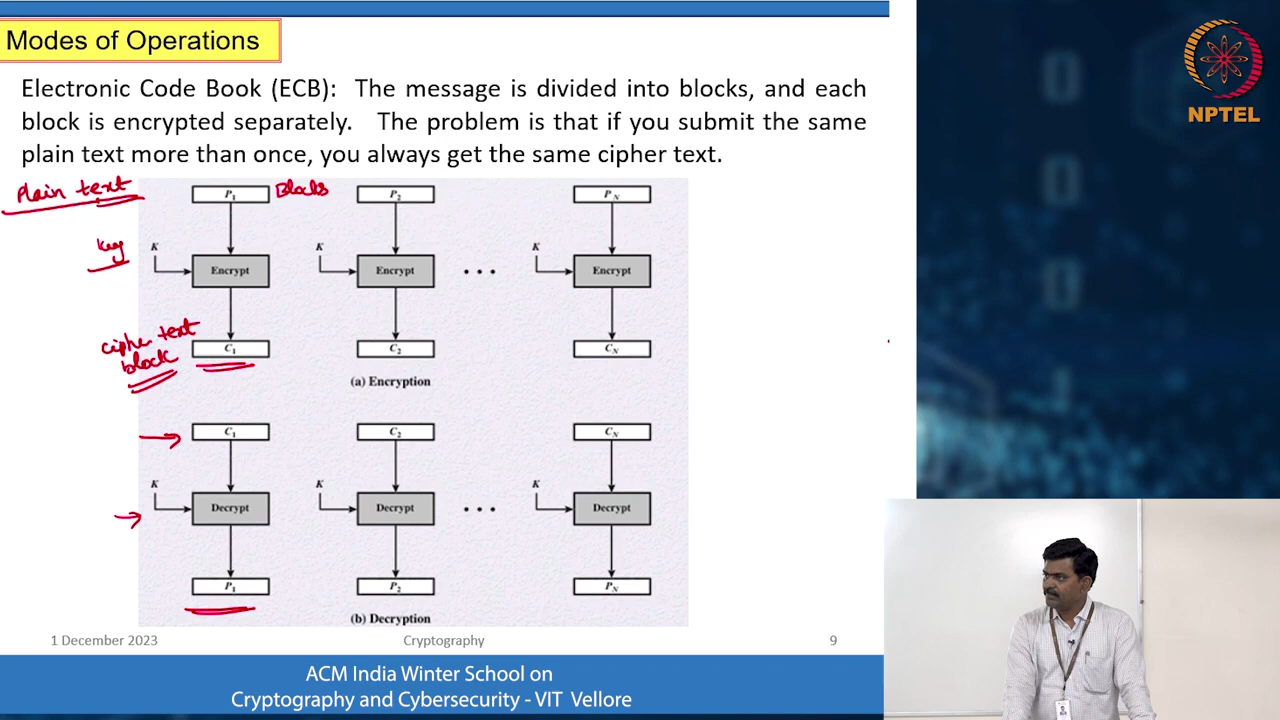 Modes of Operations
NPTEL
Electronic Code Book (ECB): The message is divided into blocks, and each
block is encrypted separately. The problem is that if you submit the same
plain text more than once, you always get the same cipher text.
Plain text P1 Blocks P2 PN
key K K K
Encrypt Encrypt • • • Encrypt
cipher text
block C1 C2 CN
(a) Encryption
C1 C2 CN
K K K
Decrypt Decrypt • • • Decrypt
P1 P2 PN
(b) Decryption
1 December 2023 Cryptography 9
ACM India Winter School on
Cryptography and Cybersecurity - VIT Vellore